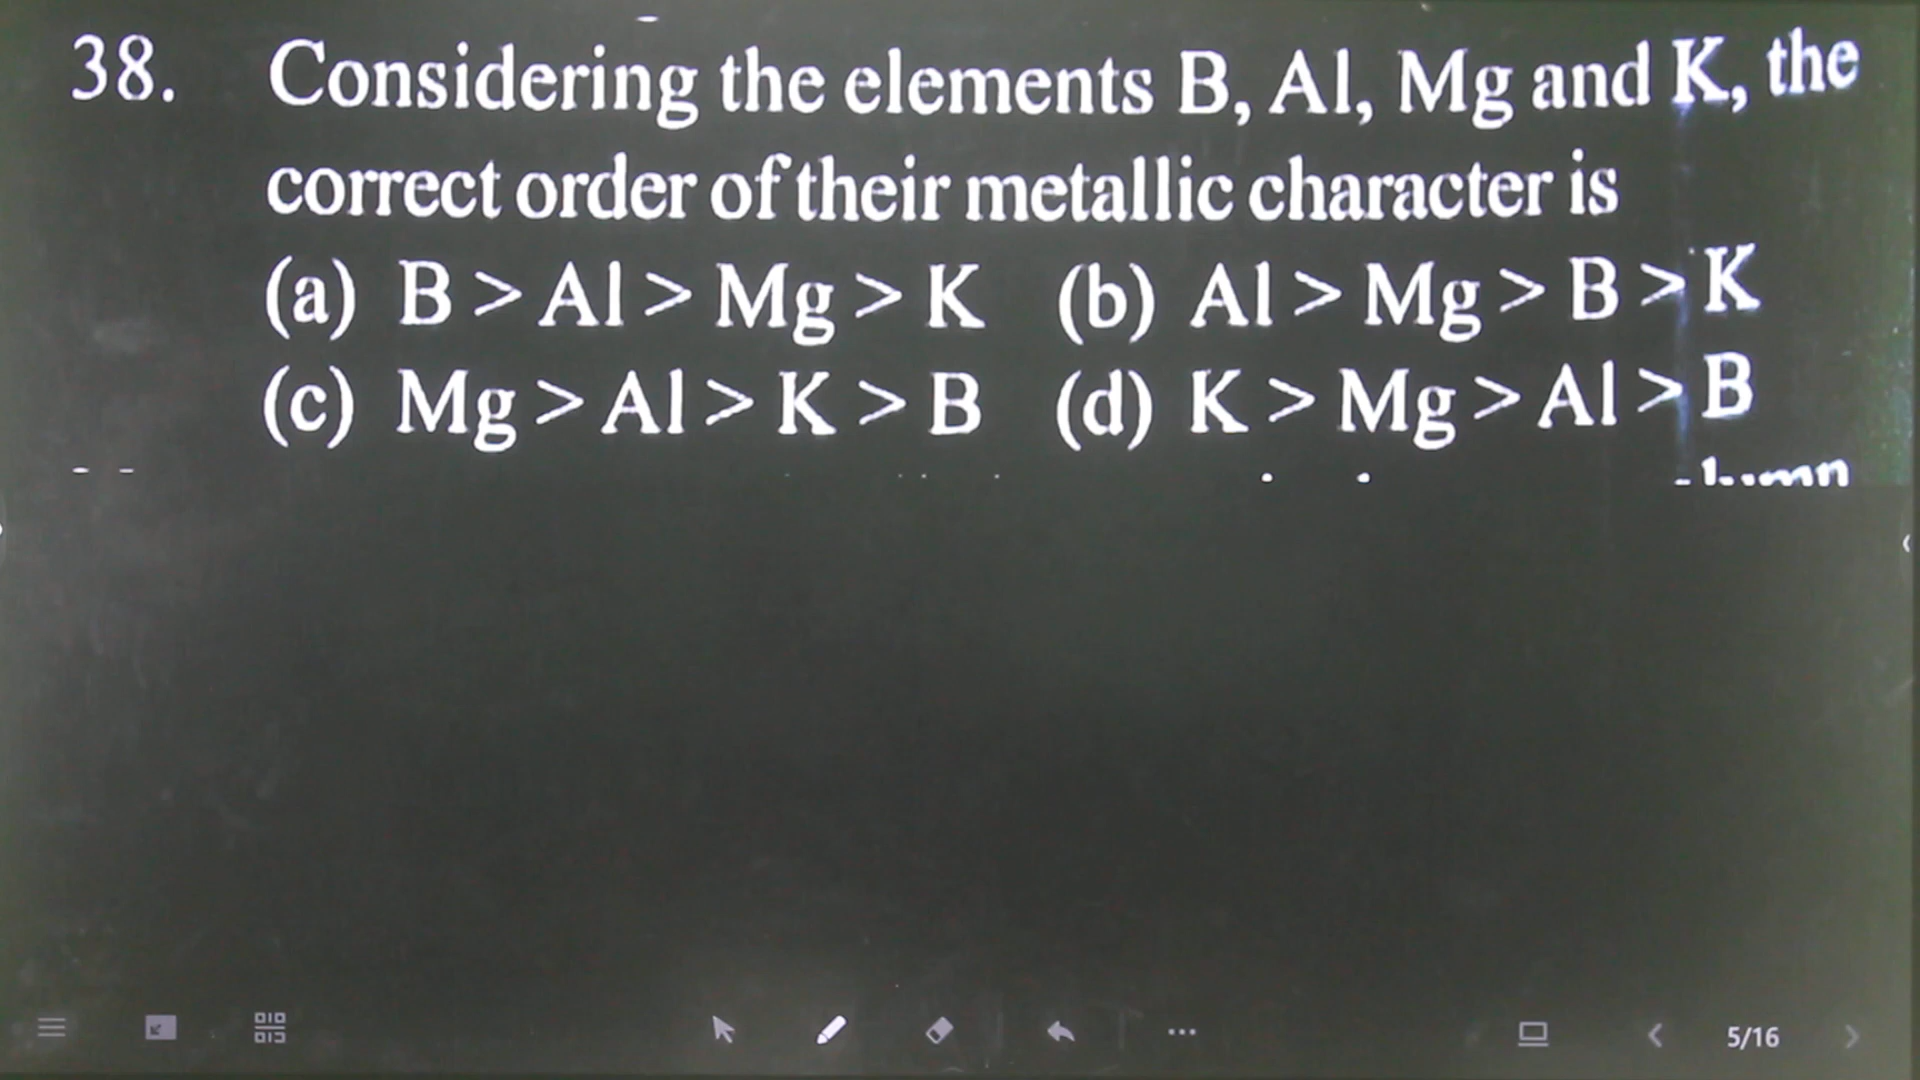 38. Considering the elements B, Al, Mg and K, the
correct order of their metallic character is
(a) B > Al > Mg > K (b) Al > Mg > B > K
(c) Mg > Al > K > B (d) K > Mg > Al > B
5/16